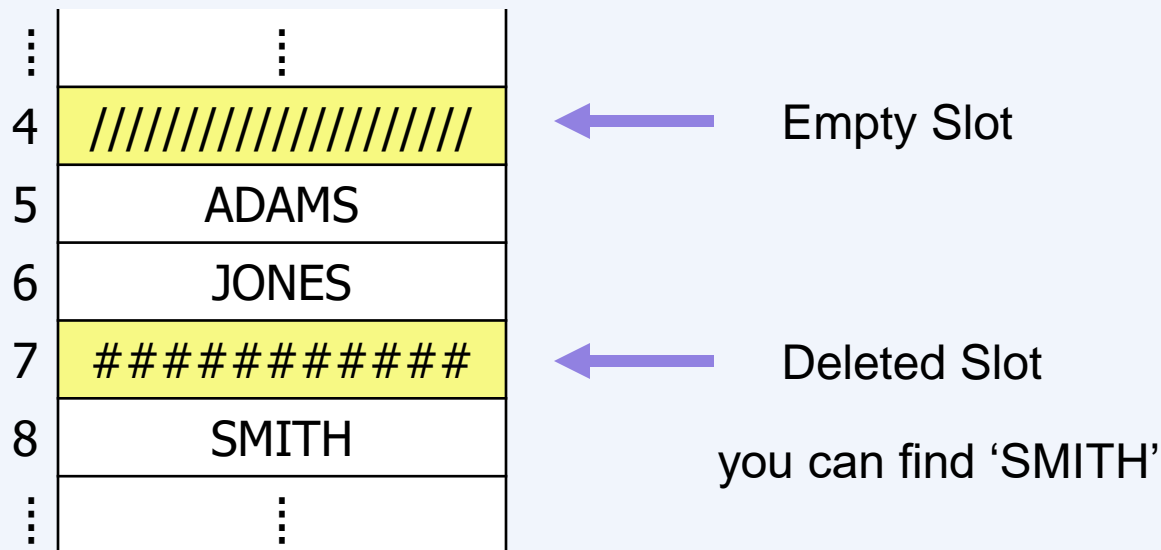 4 ///////////////////// Empty Slot
5 ADAMS
6 JONES
7 ########### Deleted Slot
8 SMITH
you can find ‘SMITH’